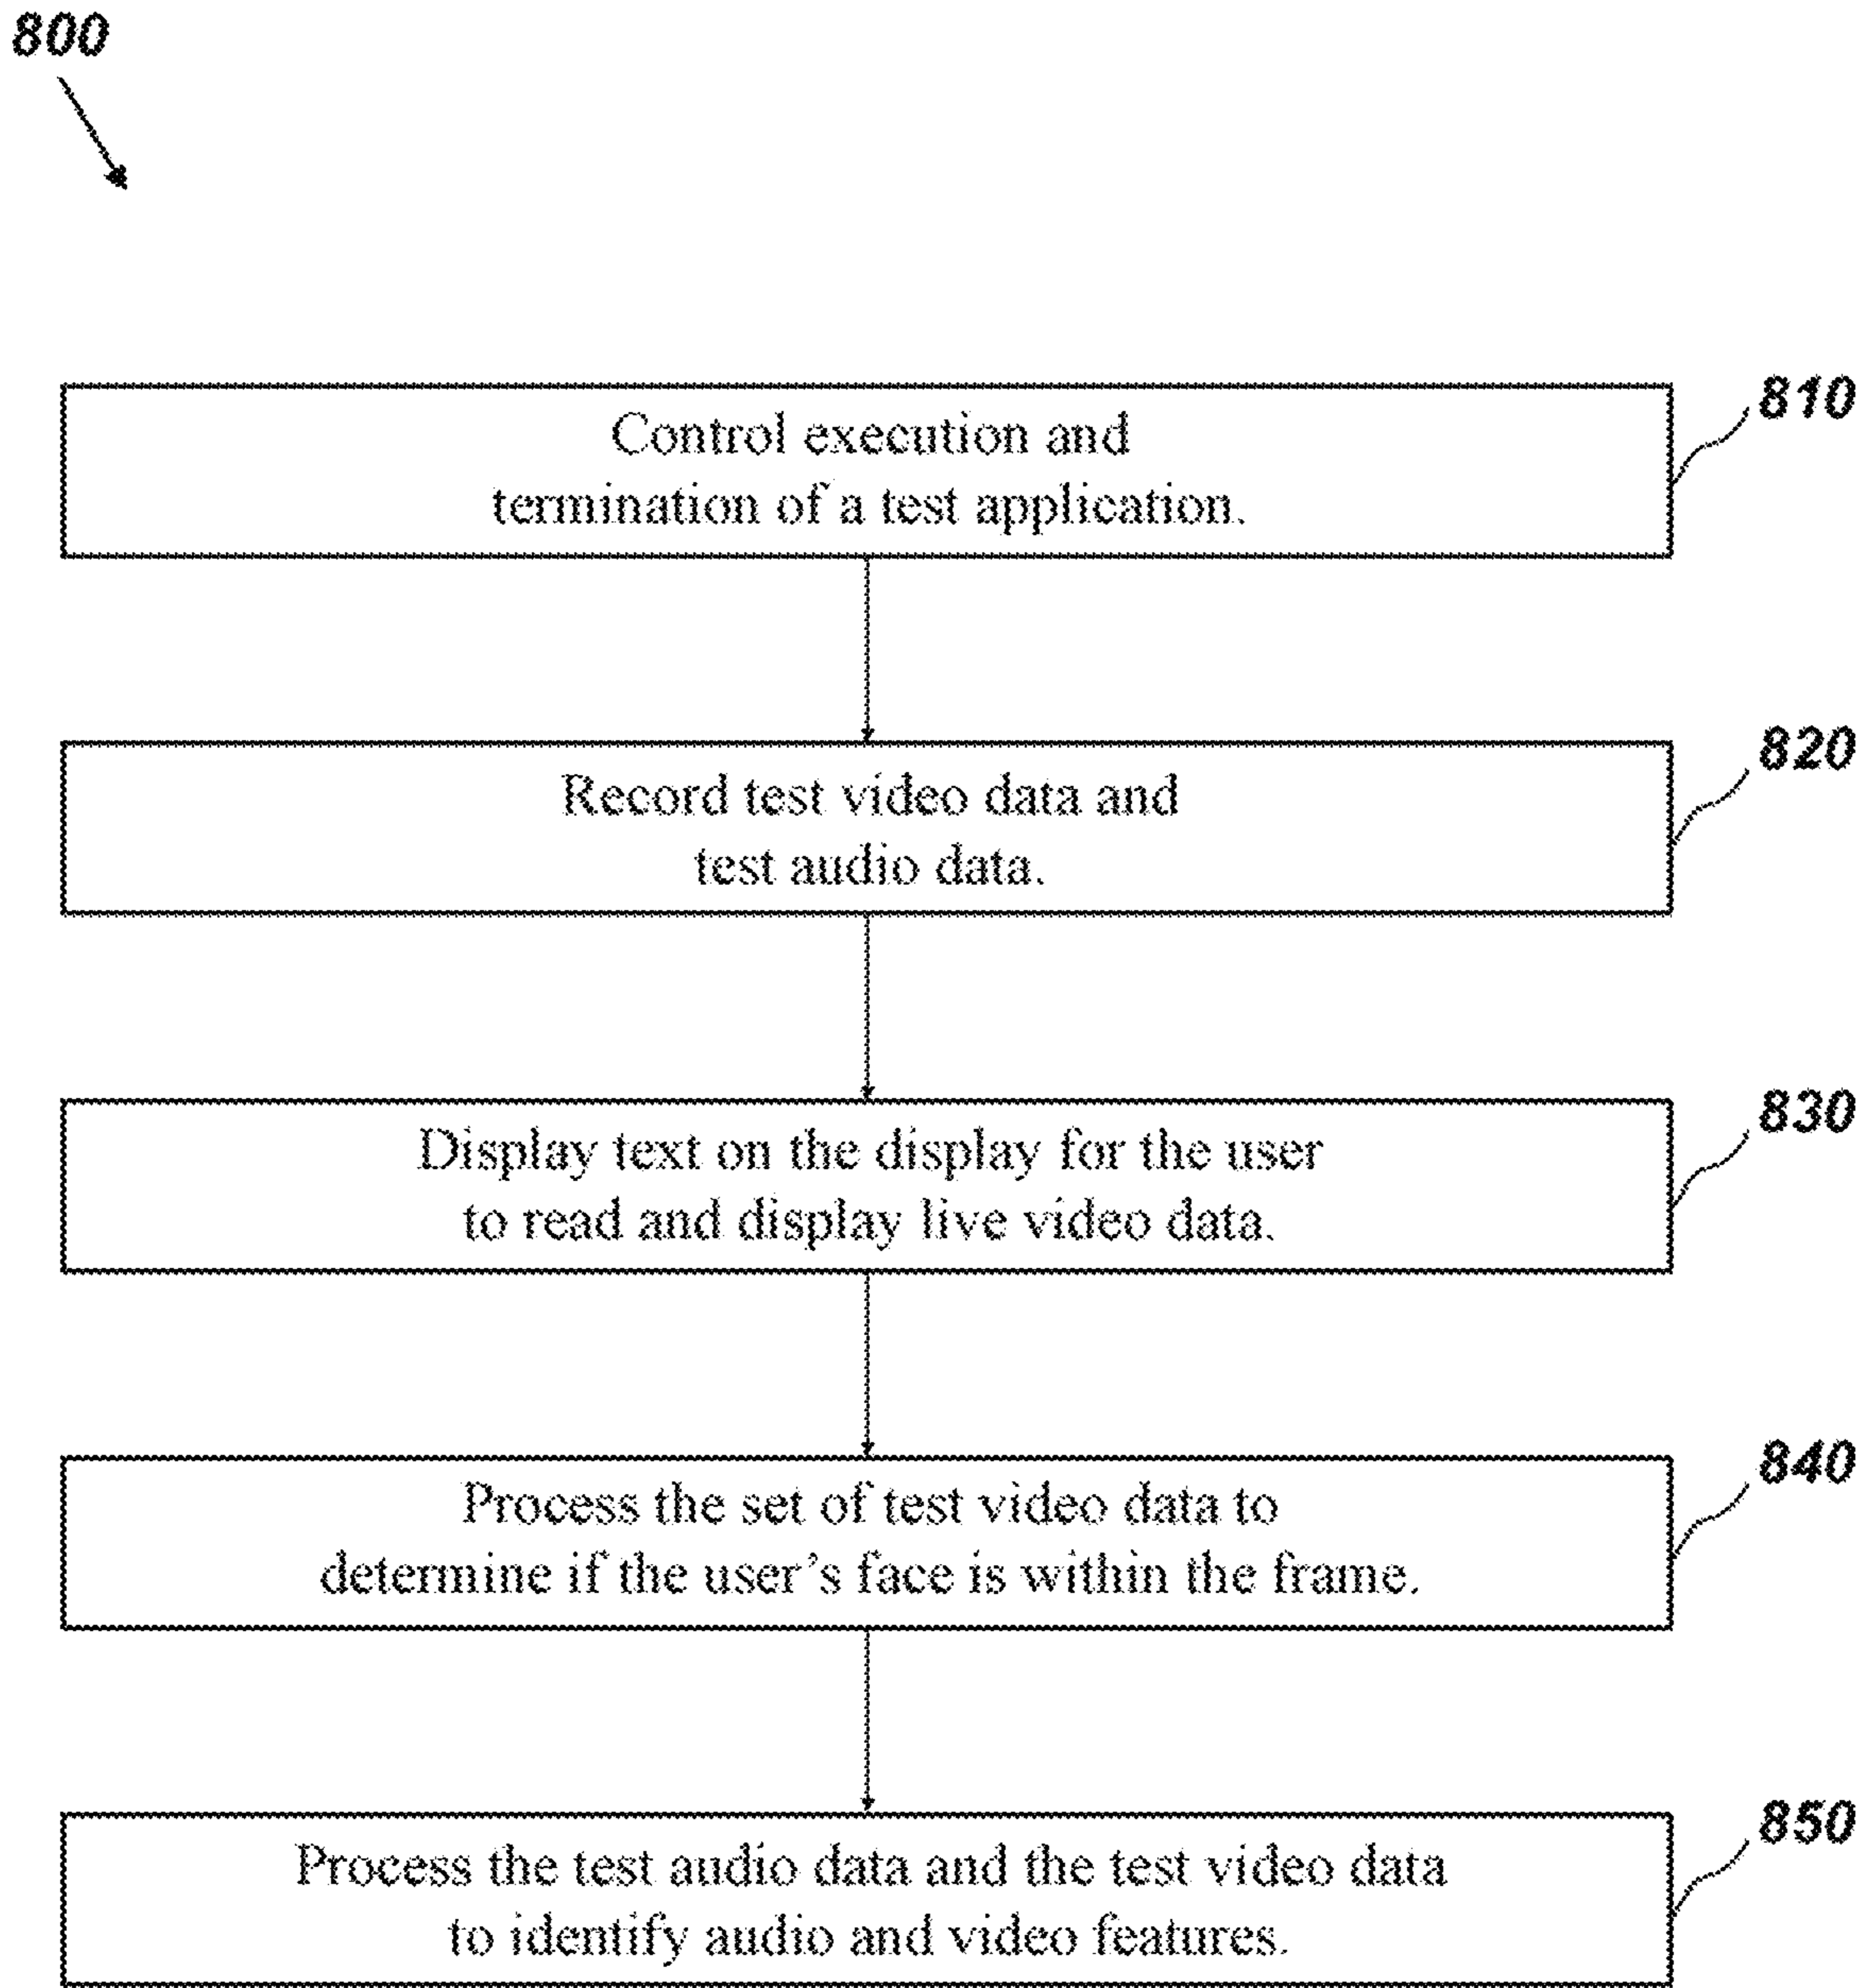 800
810
Control execution and
termination of a test application.
820
Record test video data and
test audio data.
830
Display text on the display for the user
to read and display live video data.
840
Process the set of test video data to
determine if the user’s face is within the frame.
850
Process the test audio data and the test video data
to identify audio and video features.